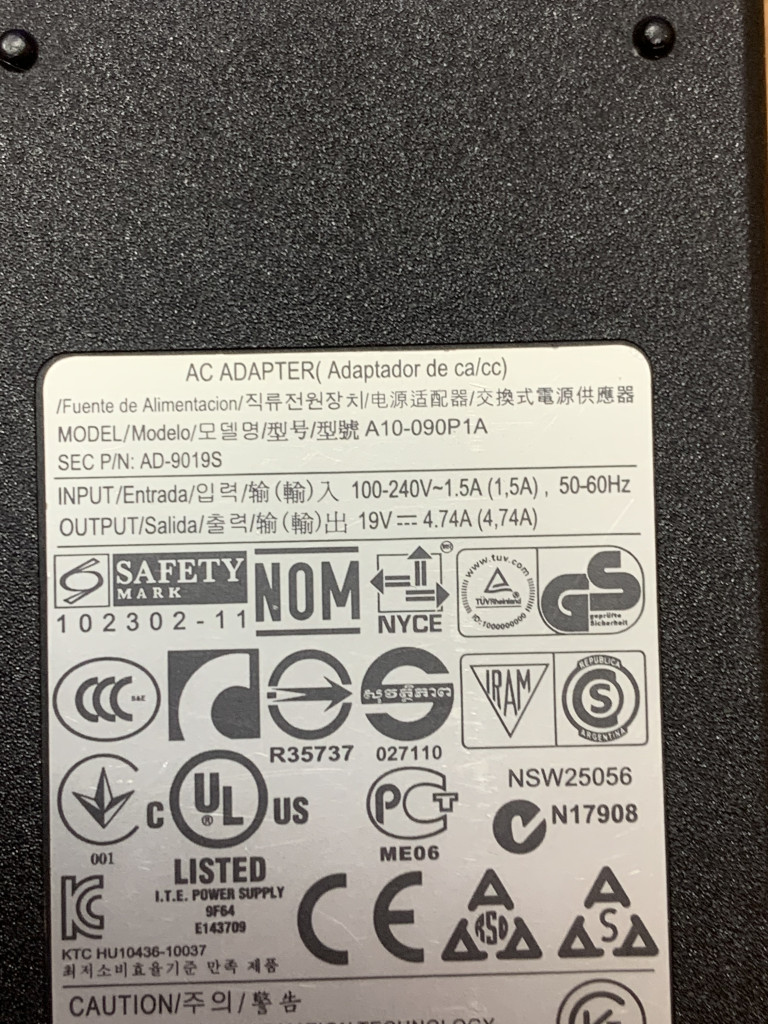 AC ADAPTER( Adaptador de ca/cc)
/Fuente de Alimentacion/직류전원장치/电源适配器/交換式電源供應器
MODEL/Modelo/모델명/型号/型號 A10-090P1A
SEC P/N: AD-9019S
INPUT/Entrada/입력/输(輸)入 100-240V~1.5A (1,5A) , 50-60Hz
OUTPUT/Salida/출력/输(輸)出 19V ⎓ 4.74A (4,74A)
SAFETY
MARK
102302-11
NOM
NYCE
www.tuv.com
TÜVRheinland
ID:1000000000
GS
geprüfte
Sicherheit
CCC S&E
R35737
027110
IRAM
REPUBLICA
S
ARGENTINA
001
C UL ® US
LISTED
I.T.E. POWER SUPPLY
9F64
E143709
PCT
ME06
NSW25056
N17908
KC
KTC HU10436-10037
최저소비효율기준 만족 제품
CE
RSD
S
CAUTION/주의/警告